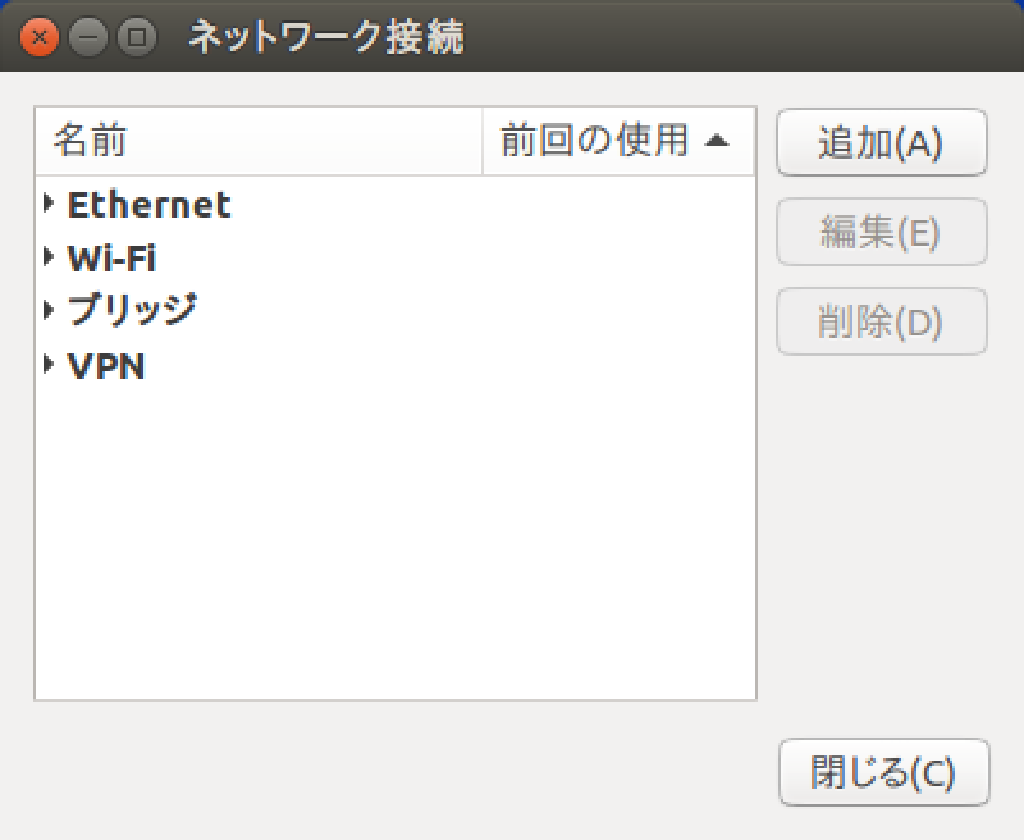 ネットワーク接続
名前 前回の使用
Ethernet
Wi-Fi
ブリッジ
VPN
追加(A)
編集(E)
削除(D)
閉じる(C)